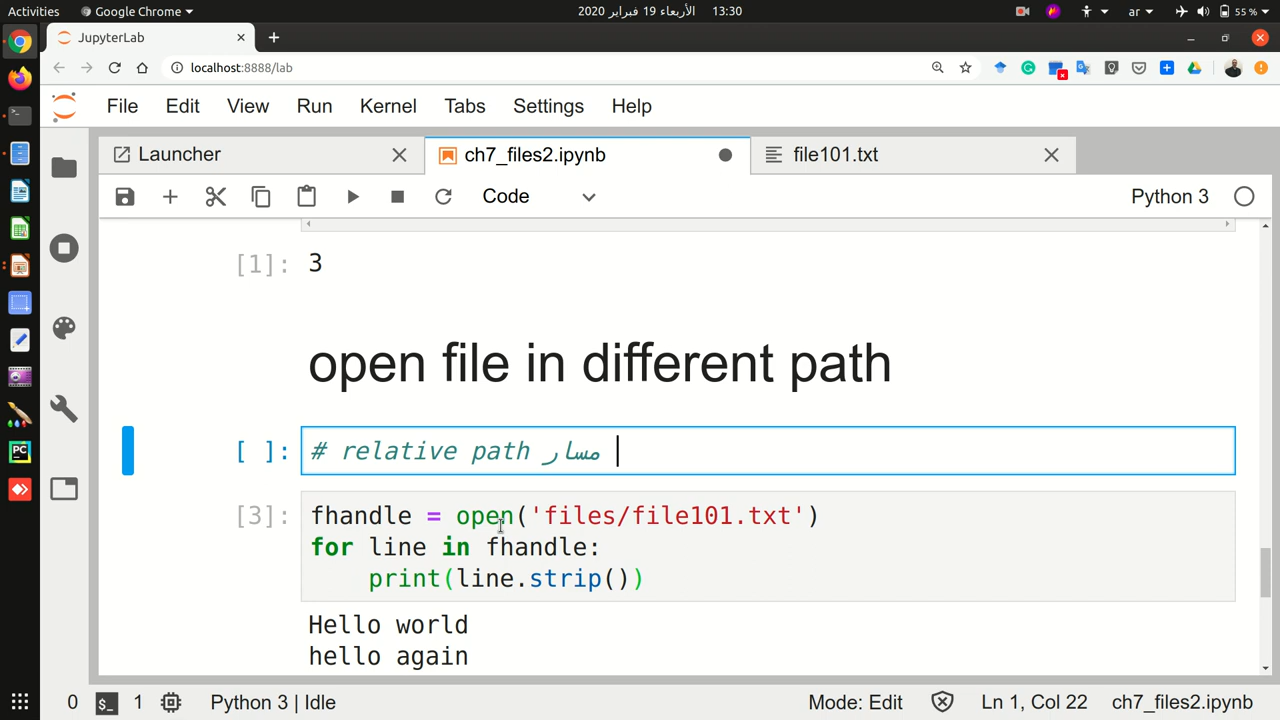 Activities Google Chrome الأربعاء 19 فبراير 2020 13:30 ar 55 %
JupyterLab
localhost:8888/lab
File Edit View Run Kernel Tabs Settings Help
Launcher ch7_files2.ipynb file101.txt
Code Python 3
[1]: 3
open file in different path
[ ]: # relative path مسار
[3]: fhandle = open('files/file101.txt')
for line in fhandle:
print(line.strip())
Hello world
hello again
0 $_ 1 Python 3 | Idle Mode: Edit Ln 1, Col 22 ch7_files2.ipynb